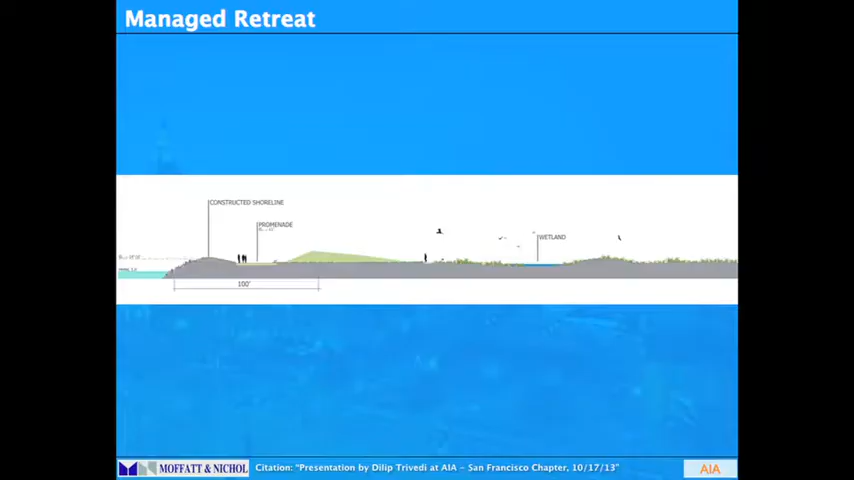 Managed Retreat
CONSTRUCTED SHORELINE
PROMENADE
WETLAND
100'
MOFFATT & NICHOL
Citation: "Presentation by Dilip Trivedi at AIA - San Francisco Chapter, 10/17/13"
AIA